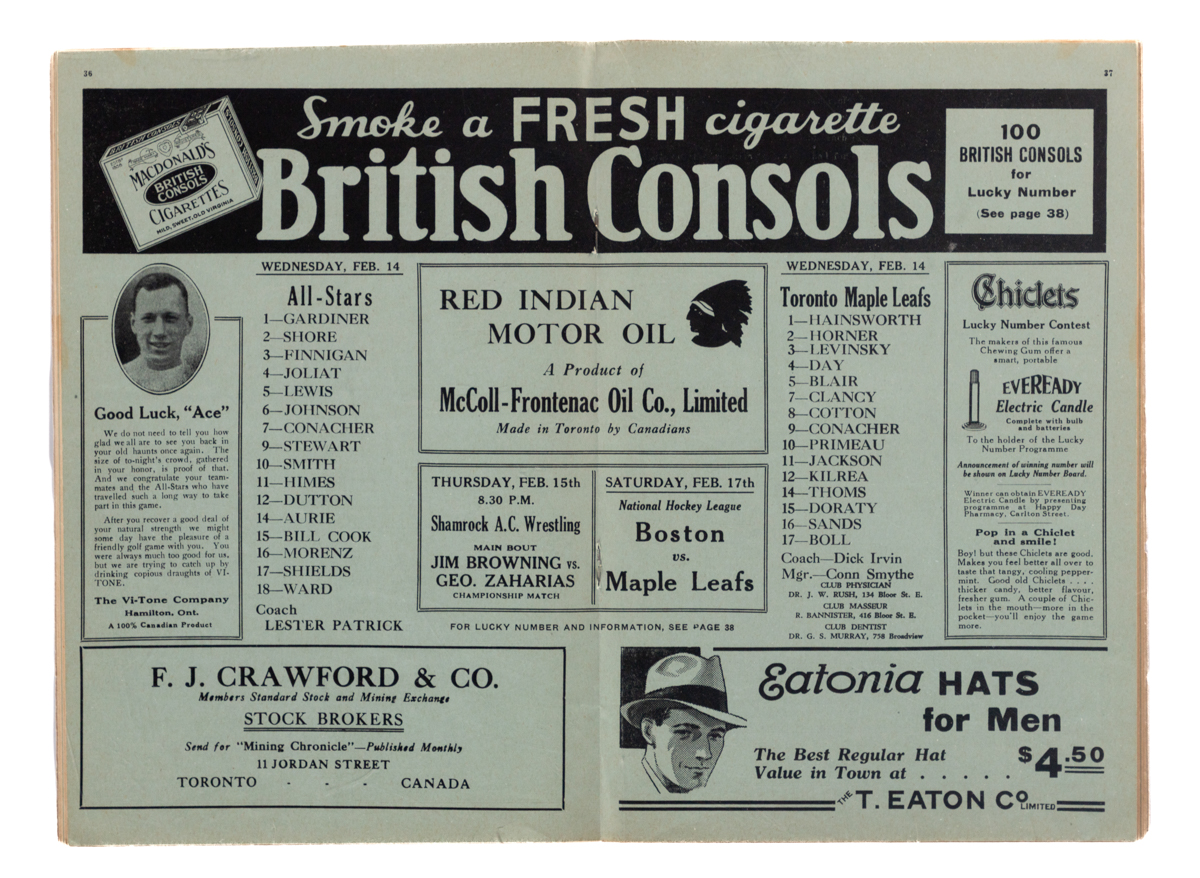 36
37
Smoke a FRESH cigarette
British Consols
BRITISH CONSOLS
MACDONALD'S
BRITISH
CONSOLS
CIGARETTES
MILD, SWEET, OLD VIRGINIA
100
BRITISH CONSOLS
for
Lucky Number
(See page 38)
Good Luck, "Ace"
We do not need to tell you how
glad we all are to see you back in
your old haunts once again. The
size of to-night's crowd, gathered
in your honor, is proof of that.
And we congratulate your team-
mates and the All-Stars who have
travelled such a long way to take
part in this game.
After you recover a good deal of
your natural strength we might
some day have the pleasure of a
friendly golf game with you. You
were always much too good for us,
but we are trying to catch up by
drinking copious draughts of VI-
TONE.
The Vi-Tone Company
Hamilton, Ont.
A 100% Canadian Product
WEDNESDAY, FEB. 14
All-Stars
1—GARDINER
2—SHORE
3—FINNIGAN
4—JOLIAT
5—LEWIS
6—JOHNSON
7—CONACHER
9—STEWART
10—SMITH
11—HIMES
12—DUTTON
14—AURIE
15—BILL COOK
16—MORENZ
17—SHIELDS
18—WARD
Coach
LESTER PATRICK
RED INDIAN
MOTOR OIL
A Product of
McColl-Frontenac Oil Co., Limited
Made in Toronto by Canadians
THURSDAY, FEB. 15th
8.30 P.M.
Shamrock A.C. Wrestling
MAIN BOUT
JIM BROWNING vs.
GEO. ZAHARIAS
CHAMPIONSHIP MATCH
SATURDAY, FEB. 17th
National Hockey League
Boston
vs.
Maple Leafs
FOR LUCKY NUMBER AND INFORMATION, SEE PAGE 38
WEDNESDAY, FEB. 14
Toronto Maple Leafs
1—HAINSWORTH
2—HORNER
3—LEVINSKY
4—DAY
5—BLAIR
7—CLANCY
8—COTTON
9—CONACHER
10—PRIMEAU
11—JACKSON
12—KILREA
14—THOMS
15—DORATY
16—SANDS
17—BOLL
Coach—Dick Irvin
Mgr.—Conn Smythe
CLUB PHYSICIAN
DR. J. W. RUSH, 134 Bloor St. E.
CLUB MASSEUR
R. BANNISTER, 416 Bloor St. E.
CLUB DENTIST
DR. G. S. MURRAY, 758 Broadview
Chiclets
Lucky Number Contest
The makers of this famous
Chewing Gum offer a
smart, portable
EVEREADY
Electric Candle
Complete with bulb
and batteries
To the holder of the Lucky
Number Programme
Announcement of winning number will
be shown on Lucky Number Board.
Winner can obtain EVEREADY
Electric Candle by presenting
programme at Happy Day
Pharmacy, Carlton Street.
Pop in a Chiclet
and smile!
Boy! but these Chiclets are good.
Makes you feel better all over to
taste that tangy, cooling pepper-
mint. Good old Chiclets . . . .
thicker candy, better flavour,
fresher gum. A couple of Chic-
lets in the mouth—more in the
pocket—you'll enjoy the game
more.
F. J. CRAWFORD & CO.
Members Standard Stock and Mining Exchange
STOCK BROKERS
Send for "Mining Chronicle"—Published Monthly
11 JORDAN STREET
TORONTO - - - CANADA
Eatonia HATS
for Men
The Best Regular Hat
Value in Town at . . . . . $4.50
THE T. EATON CO LIMITED